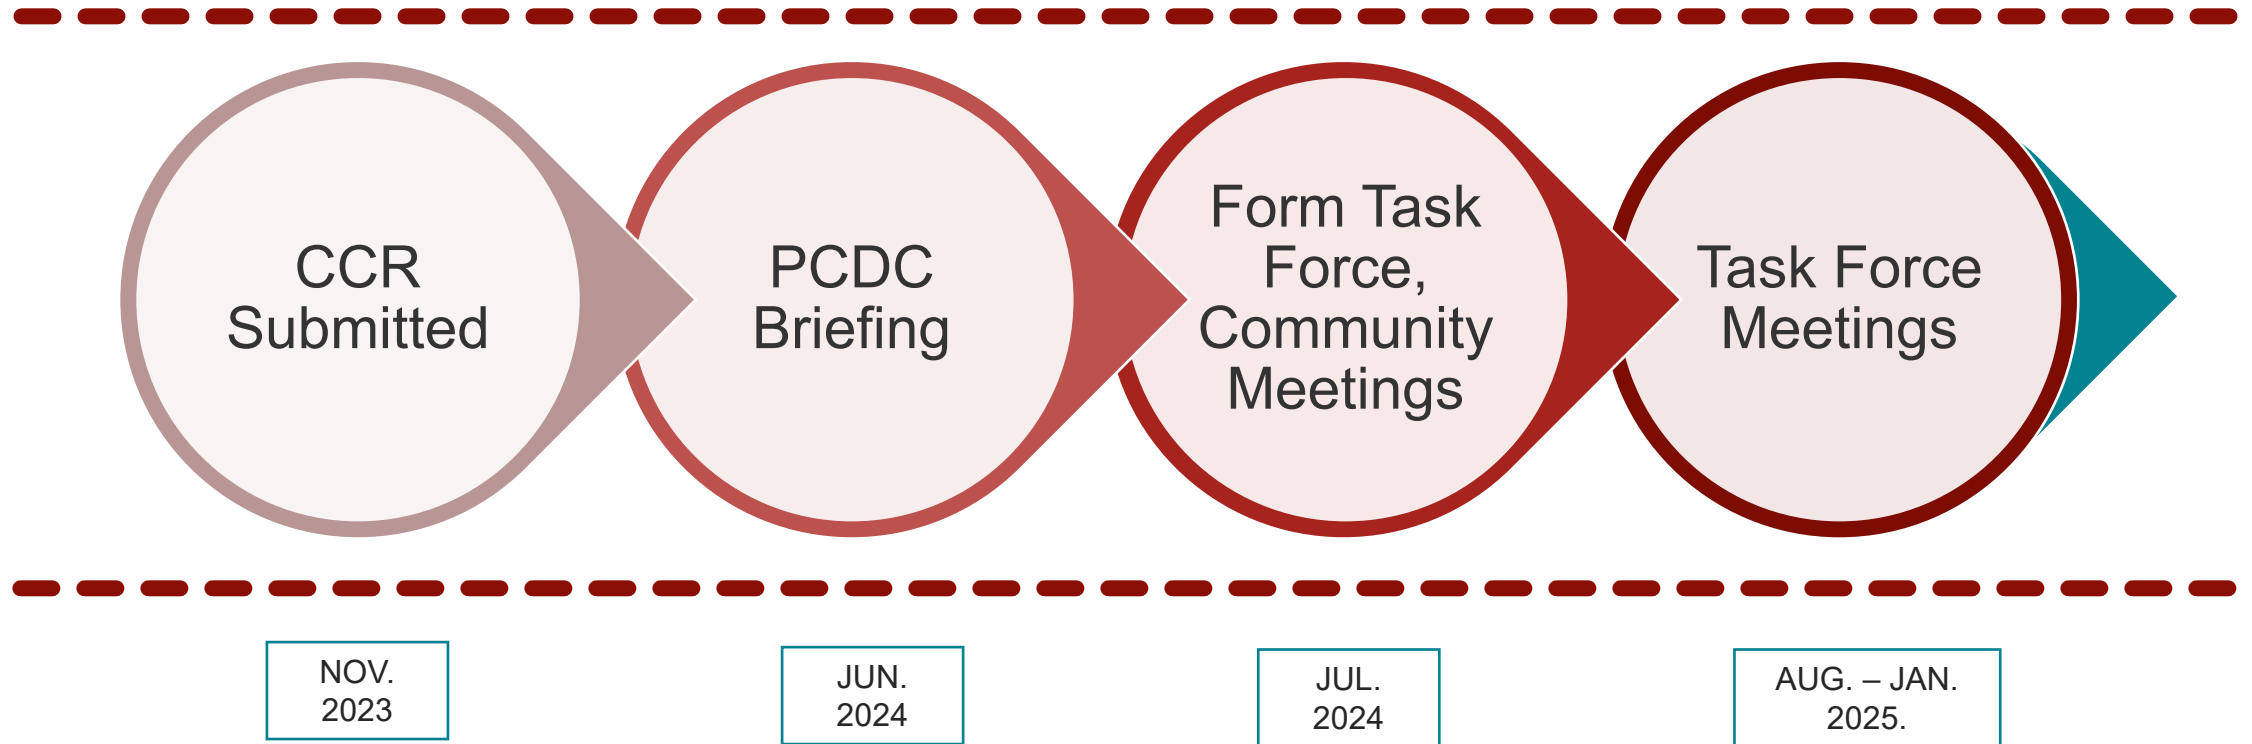 CCR
Submitted
PCDC
Briefing
Form Task
Force,
Community
Meetings
Task Force
Meetings
NOV.
2023
JUN.
2024
JUL.
2024
AUG. – JAN.
2025.